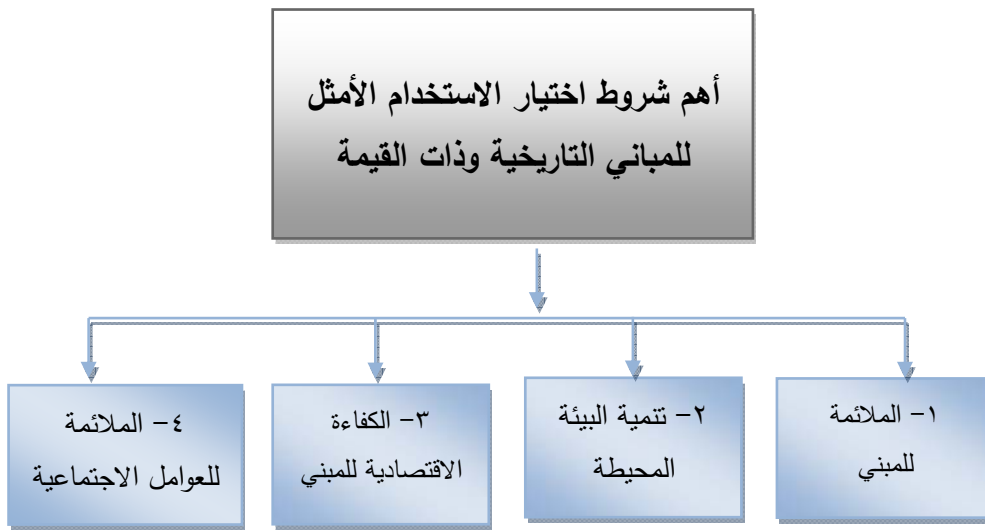 أهم شروط اختيار الاستخدام الأمثل
للمباني التاريخية وذات القيمة
١- الملائمة
للمبني
٢- تنمية البيئة
المحيطة
٣- الكفاءة
الاقتصادية للمبني
٤- الملائمة
للعوامل الاجتماعية